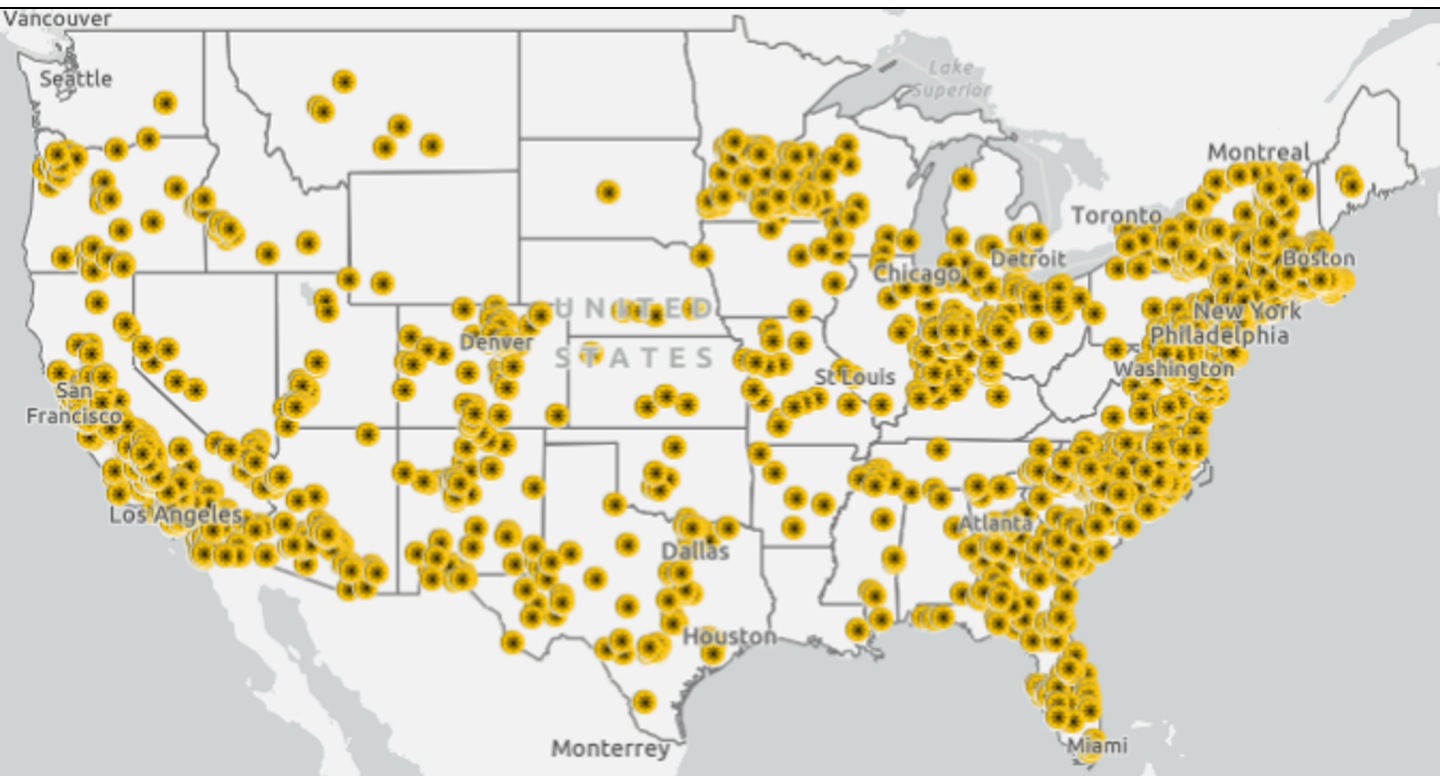 Vancouver
Seattle
Lake
Superior
Montreal
Toronto
Boston
Detroit
Chicago
UNITED
STATES
New York
Philadelphia
Denver
Washington
St Louis
San
Francisco
Los Angeles
Atlanta
Dallas
Houston
Monterrey
Miami